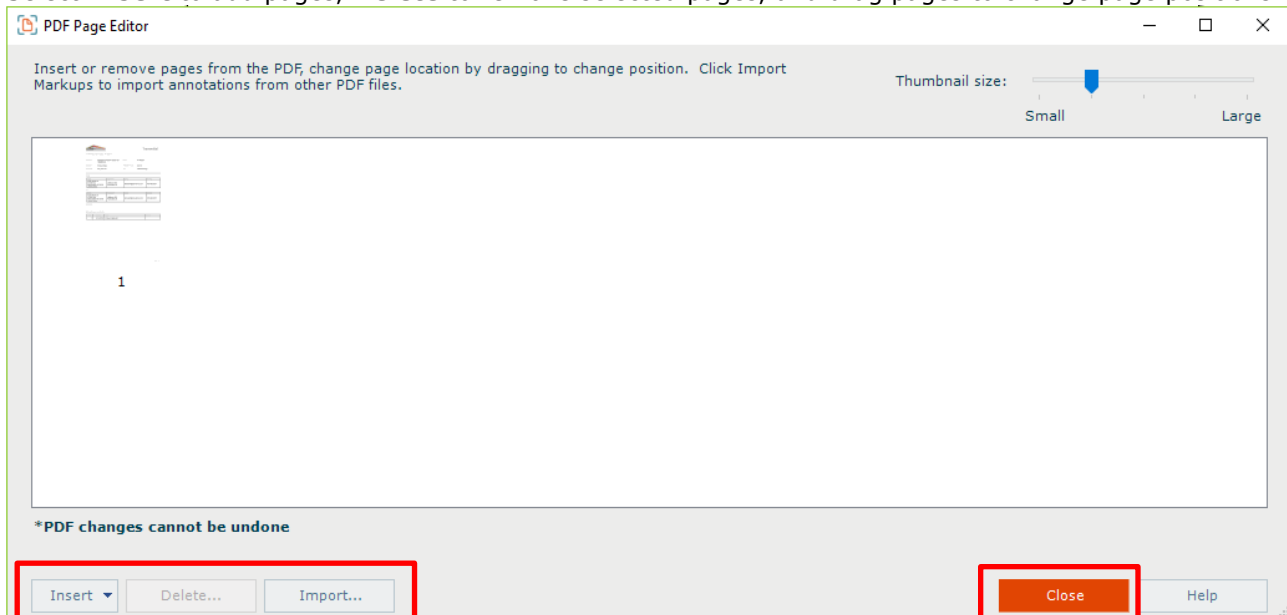 PDF Page Editor
Insert or remove pages from the PDF, change page location by dragging to change position. Click Import
Markups to import annotations from other PDF files.
Thumbnail size:
Small Large
1
*PDF changes cannot be undone
Insert Delete... Import... Close Help